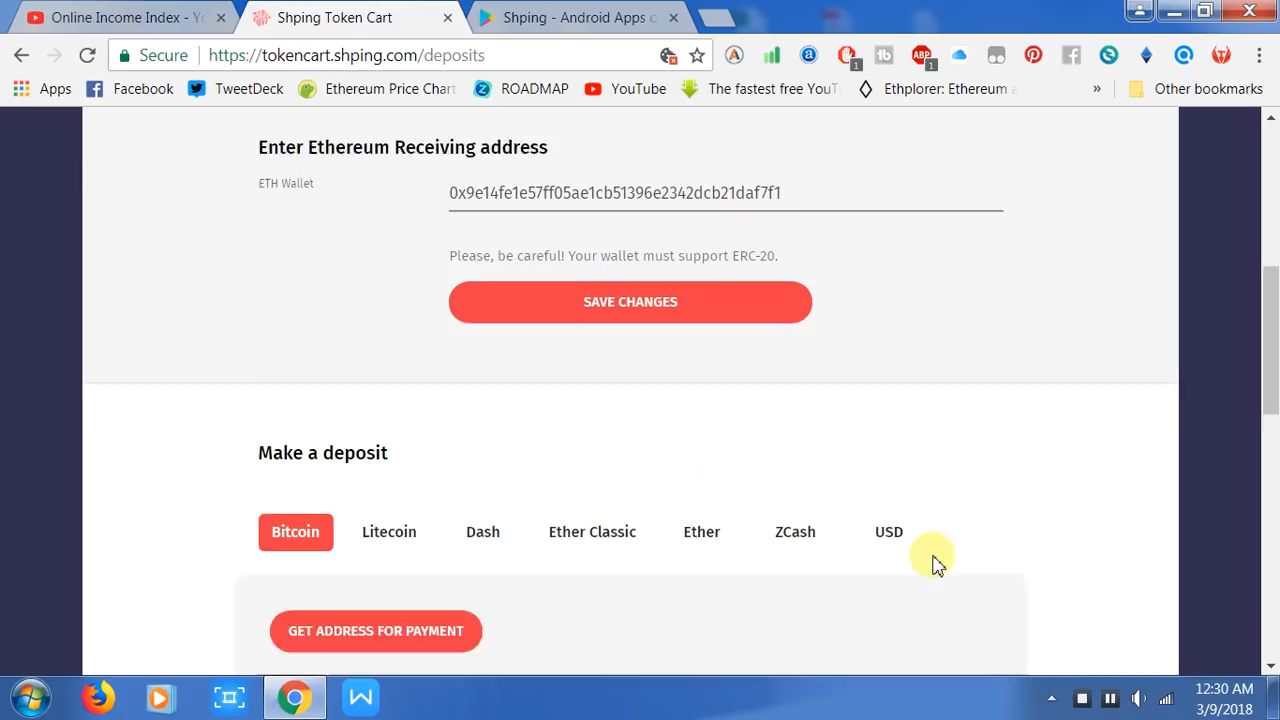 Online Income Index - Yo
Shping Token Cart
Shping - Android Apps o
Secure
https://tokencart.shping.com/deposits
1
ABP
1
Apps
Facebook
TweetDeck
Ethereum Price Chart
ROADMAP
YouTube
The fastest free YouT
Ethplorer: Ethereum a
»
Other bookmarks
Enter Ethereum Receiving address
ETH Wallet
0x9e14fe1e57ff05ae1cb51396e2342dcb21daf7f1
Please, be careful! Your wallet must support ERC-20.
SAVE CHANGES
Make a deposit
Bitcoin
Litecoin
Dash
Ether Classic
Ether
ZCash
USD
GET ADDRESS FOR PAYMENT
12:30 AM
3/9/2018